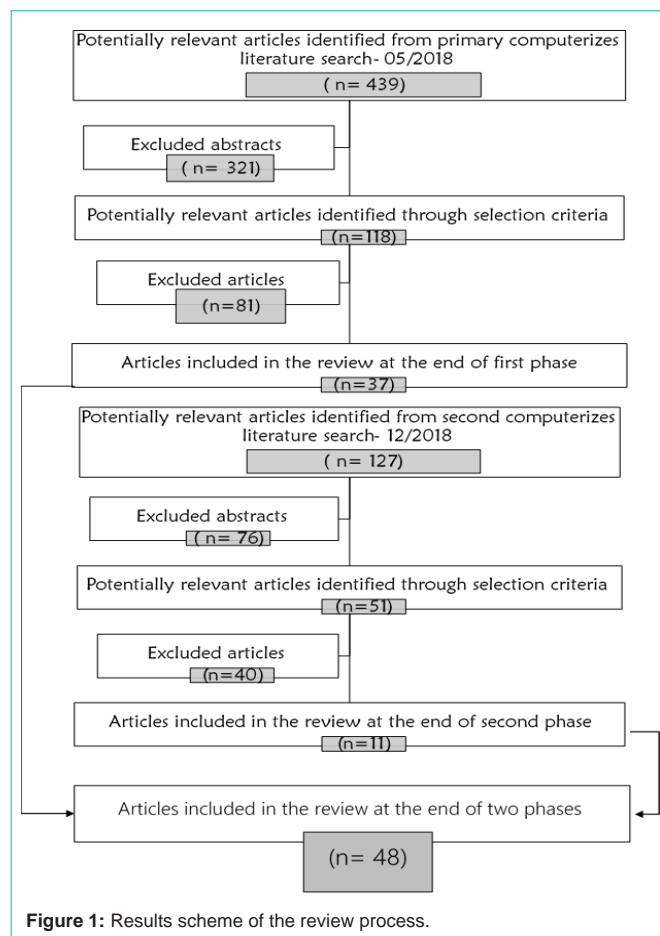 Potentially relevant articles identified from primary computerizes
literature search- 05/2018
( n= 439)
Excluded abstracts
( n= 321)
Potentially relevant articles identified through selection criteria
(n=118)
Excluded articles
(n=81)
Articles included in the review at the end of first phase
(n=37)
Potentially relevant articles identified from second computerizes
literature search- 12/2018
( n= 127)
Excluded abstracts
( n= 76)
Potentially relevant articles identified through selection criteria
(n=51)
Excluded articles
(n=40)
Articles included in the review at the end of second phase
(n=11)
Articles included in the review at the end of two phases
(n= 48)
Figure 1: Results scheme of the review process.